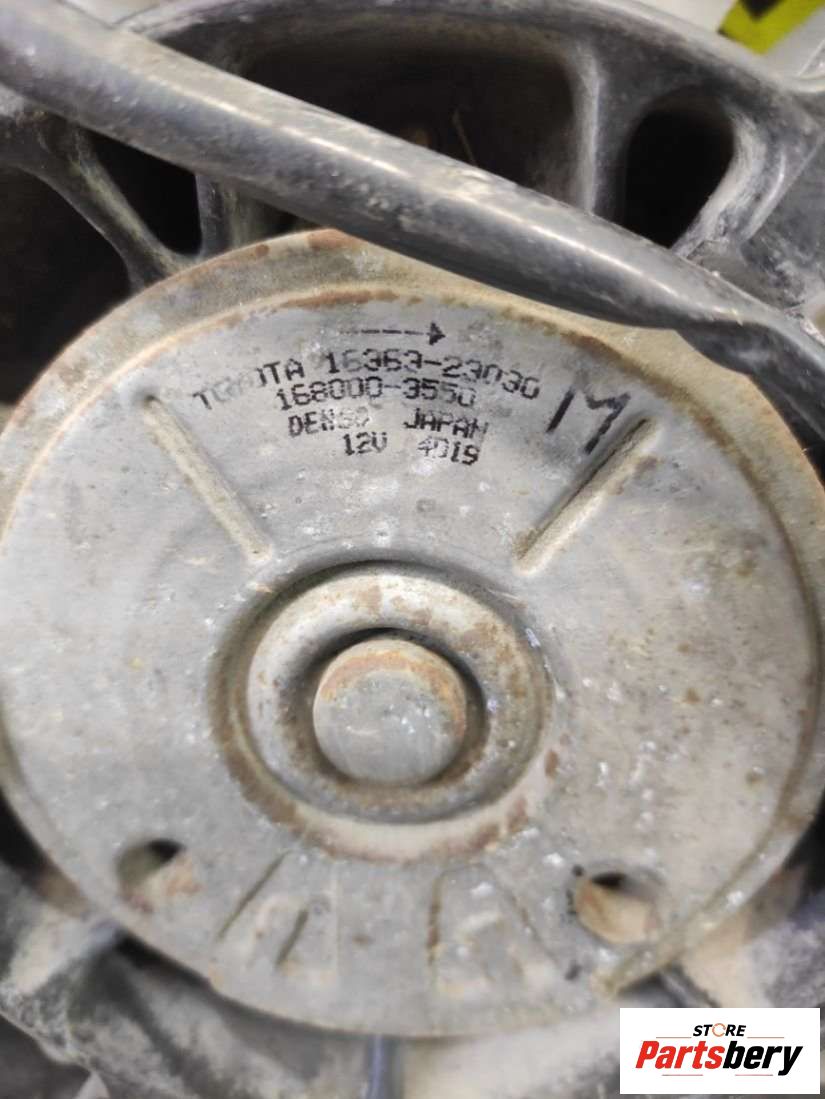 TOYOTA 16363-23030
168000-3550
DENSO JAPAN
12V 4D19
M
STORE
Partsbery